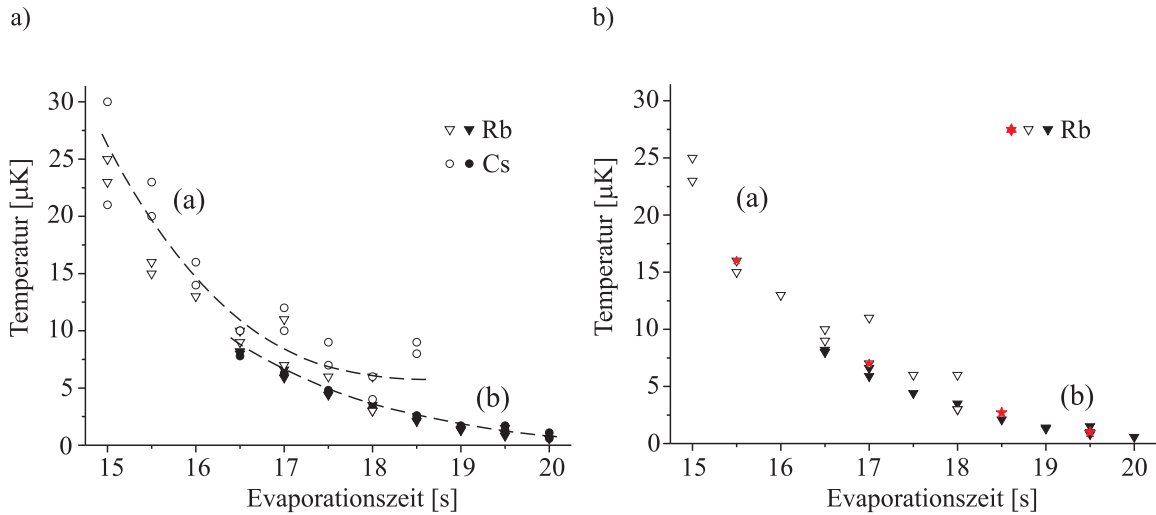 a)
30
25
20
15
10
5
0
Temperatur [µK]
15 16 17 18 19 20
Evaporationszeit [s]
Rb
Cs
(a)
(b)
b)
30
25
20
15
10
5
0
Temperatur [µK]
15 16 17 18 19 20
Evaporationszeit [s]
Rb
(a)
(b)